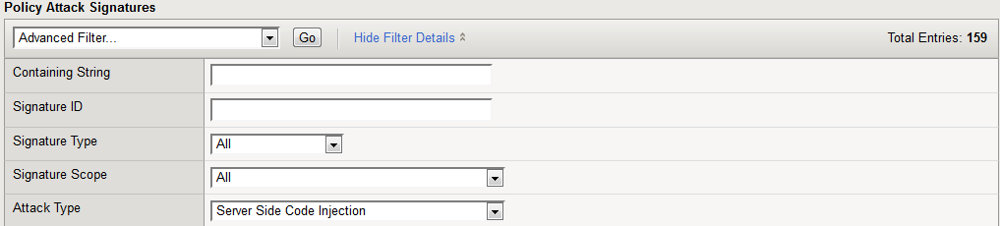 Policy Attack Signatures
Advanced Filter... Go Hide Filter Details Total Entries: 159
Containing String
Signature ID
Signature Type All
Signature Scope All
Attack Type Server Side Code Injection